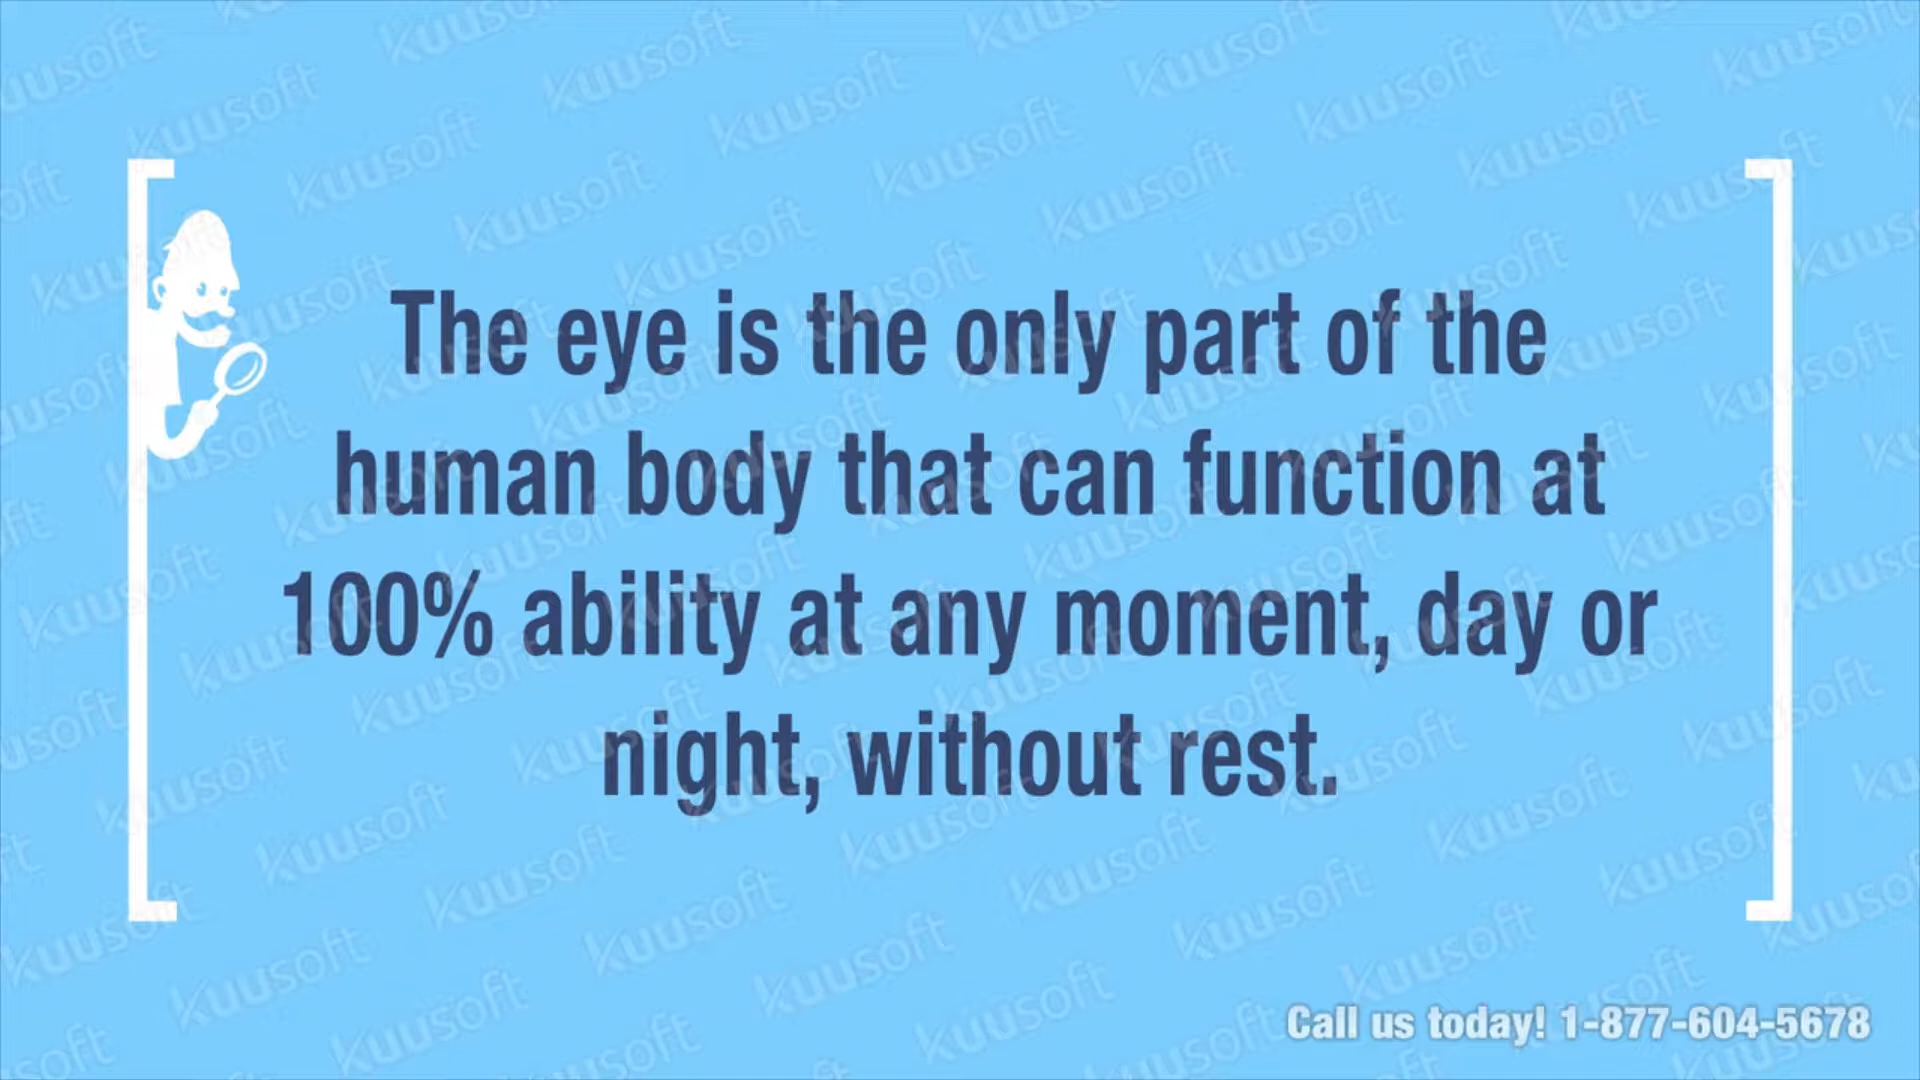 The eye is the only part of the
human body that can function at
100% ability at any moment, day or
night, without rest.
Call us today! 1-877-604-5678
kuusoft